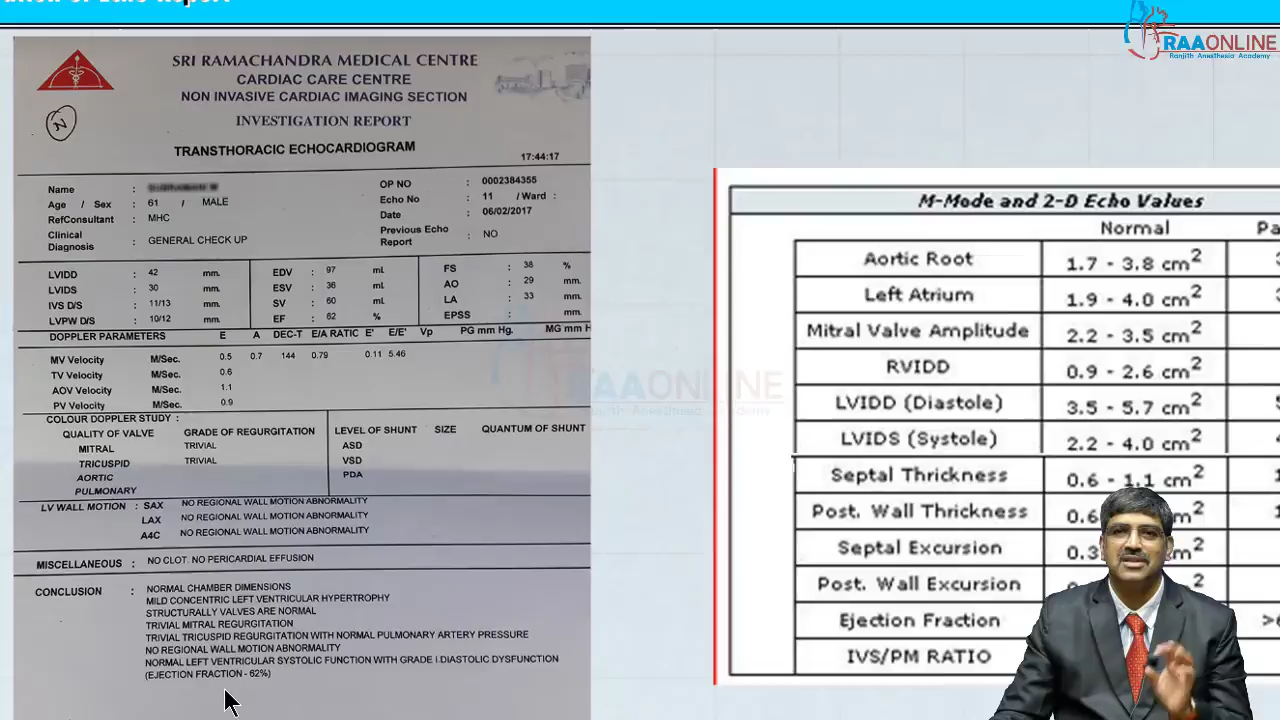 RAAONLINE
Ranjith Anesthesia Academy
SRI RAMACHANDRA MEDICAL CENTRE
CARDIAC CARE CENTRE
NON INVASIVE CARDIAC IMAGING SECTION
INVESTIGATION REPORT
TRANSTHORACIC ECHOCARDIOGRAM
N
17:44:17
Name :
Age / Sex : 61 / MALE
RefConsultant : MHC
Clinical Diagnosis : GENERAL CHECK UP
OP NO : 0002384355
Echo No : 11 / Ward :
Date : 06/02/2017
Previous Echo Report : NO
LVIDD : 42 mm. EDV : 97 ml. FS : 38 %
LVIDS : 30 mm. ESV : 36 ml. AO : 29 mm.
IVS D/S : 11/13 mm. SV : 60 ml. LA : 33 mm.
LVPW D/S : 10/12 mm. EF : 62 % EPSS : mm.
DOPPLER PARAMETERS E A DEC-T E/A RATIC E' E/E' Vp PG mm Hg. MG mm H
MV Velocity M/Sec. 0.5 0.7 144 0.79 0.11 5.46
TV Velocity M/Sec. 0.6
AOV Velocity M/Sec. 1.1
PV Velocity M/Sec. 0.9
COLOUR DOPPLER STUDY :
QUALITY OF VALVE GRADE OF REGURGITATION LEVEL OF SHUNT SIZE QUANTUM OF SHUNT
MITRAL TRIVIAL ASD
TRICUSPID TRIVIAL VSD
AORTIC PDA
PULMONARY
LV WALL MOTION : SAX NO REGIONAL WALL MOTION ABNORMALITY
LAX NO REGIONAL WALL MOTION ABNORMALITY
A4C NO REGIONAL WALL MOTION ABNORMALITY
MISCELLANEOUS : NO CLOT NO PERICARDIAL EFFUSION
CONCLUSION : NORMAL CHAMBER DIMENSIONS
MILD CONCENTRIC LEFT VENTRICULAR HYPERTROPHY
STRUCTURALLY VALVES ARE NORMAL
TRIVIAL MITRAL REGURGITATION
TRIVIAL TRICUSPID REGURGITATION WITH NORMAL PULMONARY ARTERY PRESSURE
NO REGIONAL WALL MOTION ABNORMALITY
NORMAL LEFT VENTRICULAR SYSTOLIC FUNCTION WITH GRADE I DIASTOLIC DYSFUNCTION
(EJECTION FRACTION - 62%)
RAAONLINE
Ranjith Anesthesia Academy
M-Mode and 2-D Echo Values
Normal
Aortic Root 1.7 - 3.8 cm2
Left Atrium 1.9 - 4.0 cm2
Mitral Valve Amplitude 2.2 - 3.5 cm2
RVIDD 0.9 - 2.6 cm2
LVIDD (Diastole) 3.5 - 5.7 cm2
LVIDS (Systole) 2.2 - 4.0 cm2
Septal Thrickness 0.6 - 1.1 cm2
Post. Wall Thrickness 0.6
Septal Excursion 0.3
Post. Wall Excursion
Ejection Fraction
IVS/PM RATIO